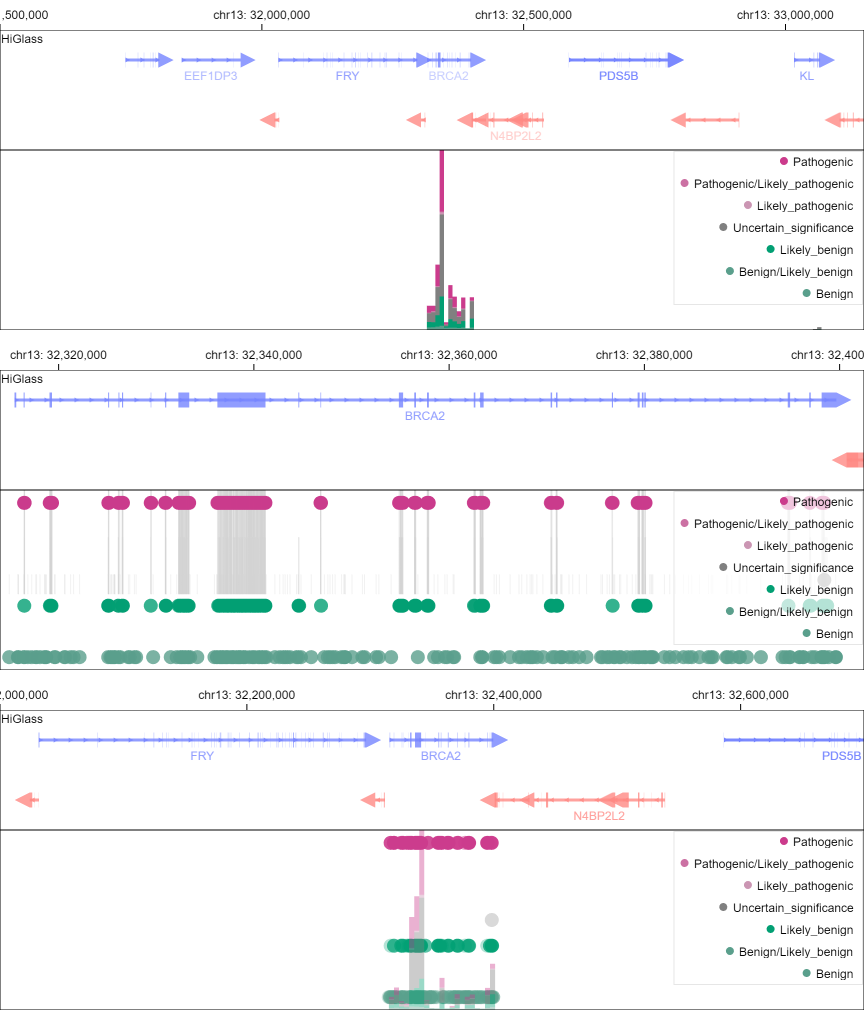 ,500,000 chr13: 32,000,000 chr13: 32,500,000 chr13: 33,000,000
HiGlass
EEF1DP3 FRY BRCA2 PDS5B KL
N4BP2L2
Pathogenic
Pathogenic/Likely_pathogenic
Likely_pathogenic
Uncertain_significance
Likely_benign
Benign/Likely_benign
Benign
chr13: 32,320,000 chr13: 32,340,000 chr13: 32,360,000 chr13: 32,380,000 chr13: 32,400
HiGlass
BRCA2
Pathogenic
Pathogenic/Likely_pathogenic
Likely_pathogenic
Uncertain_significance
Likely_benign
Benign/Likely_benign
Benign
:,000,000 chr13: 32,200,000 chr13: 32,400,000 chr13: 32,600,000
HiGlass
FRY BRCA2 PDS5B
N4BP2L2
Pathogenic
Pathogenic/Likely_pathogenic
Likely_pathogenic
Uncertain_significance
Likely_benign
Benign/Likely_benign
Benign